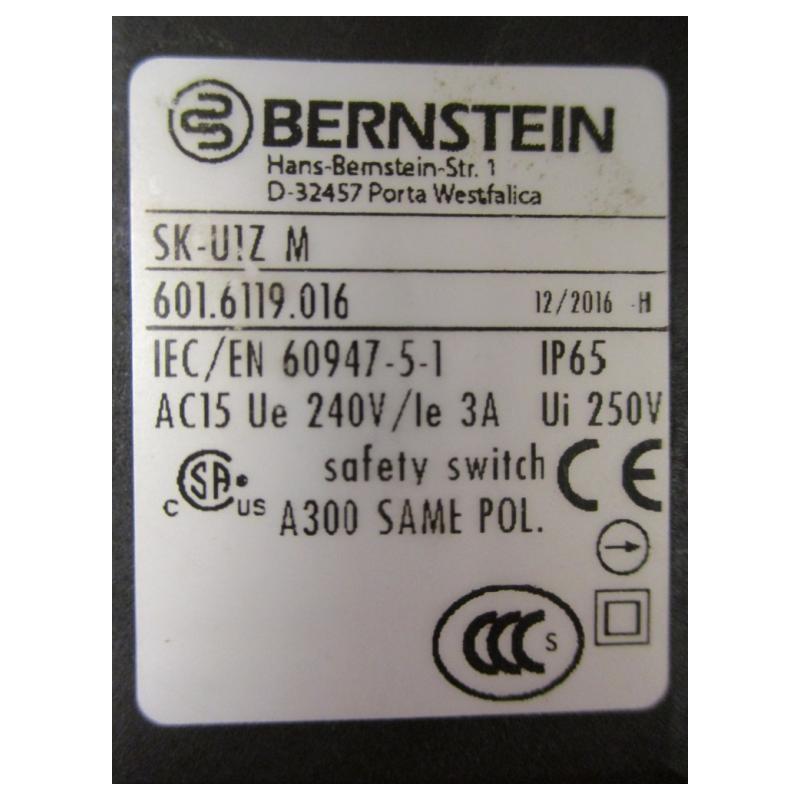 BERNSTEIN
Hans-Bernstein-Str. 1
D-32457 Porta Westfalica
SK-U1Z M
601.6119.016 12/2016 -H
IEC/EN 60947-5-1 IP65
AC15 Ue 240V/Ie 3A Ui 250V
safety switch CE
C SA US A300 SAME POL.
CCC S